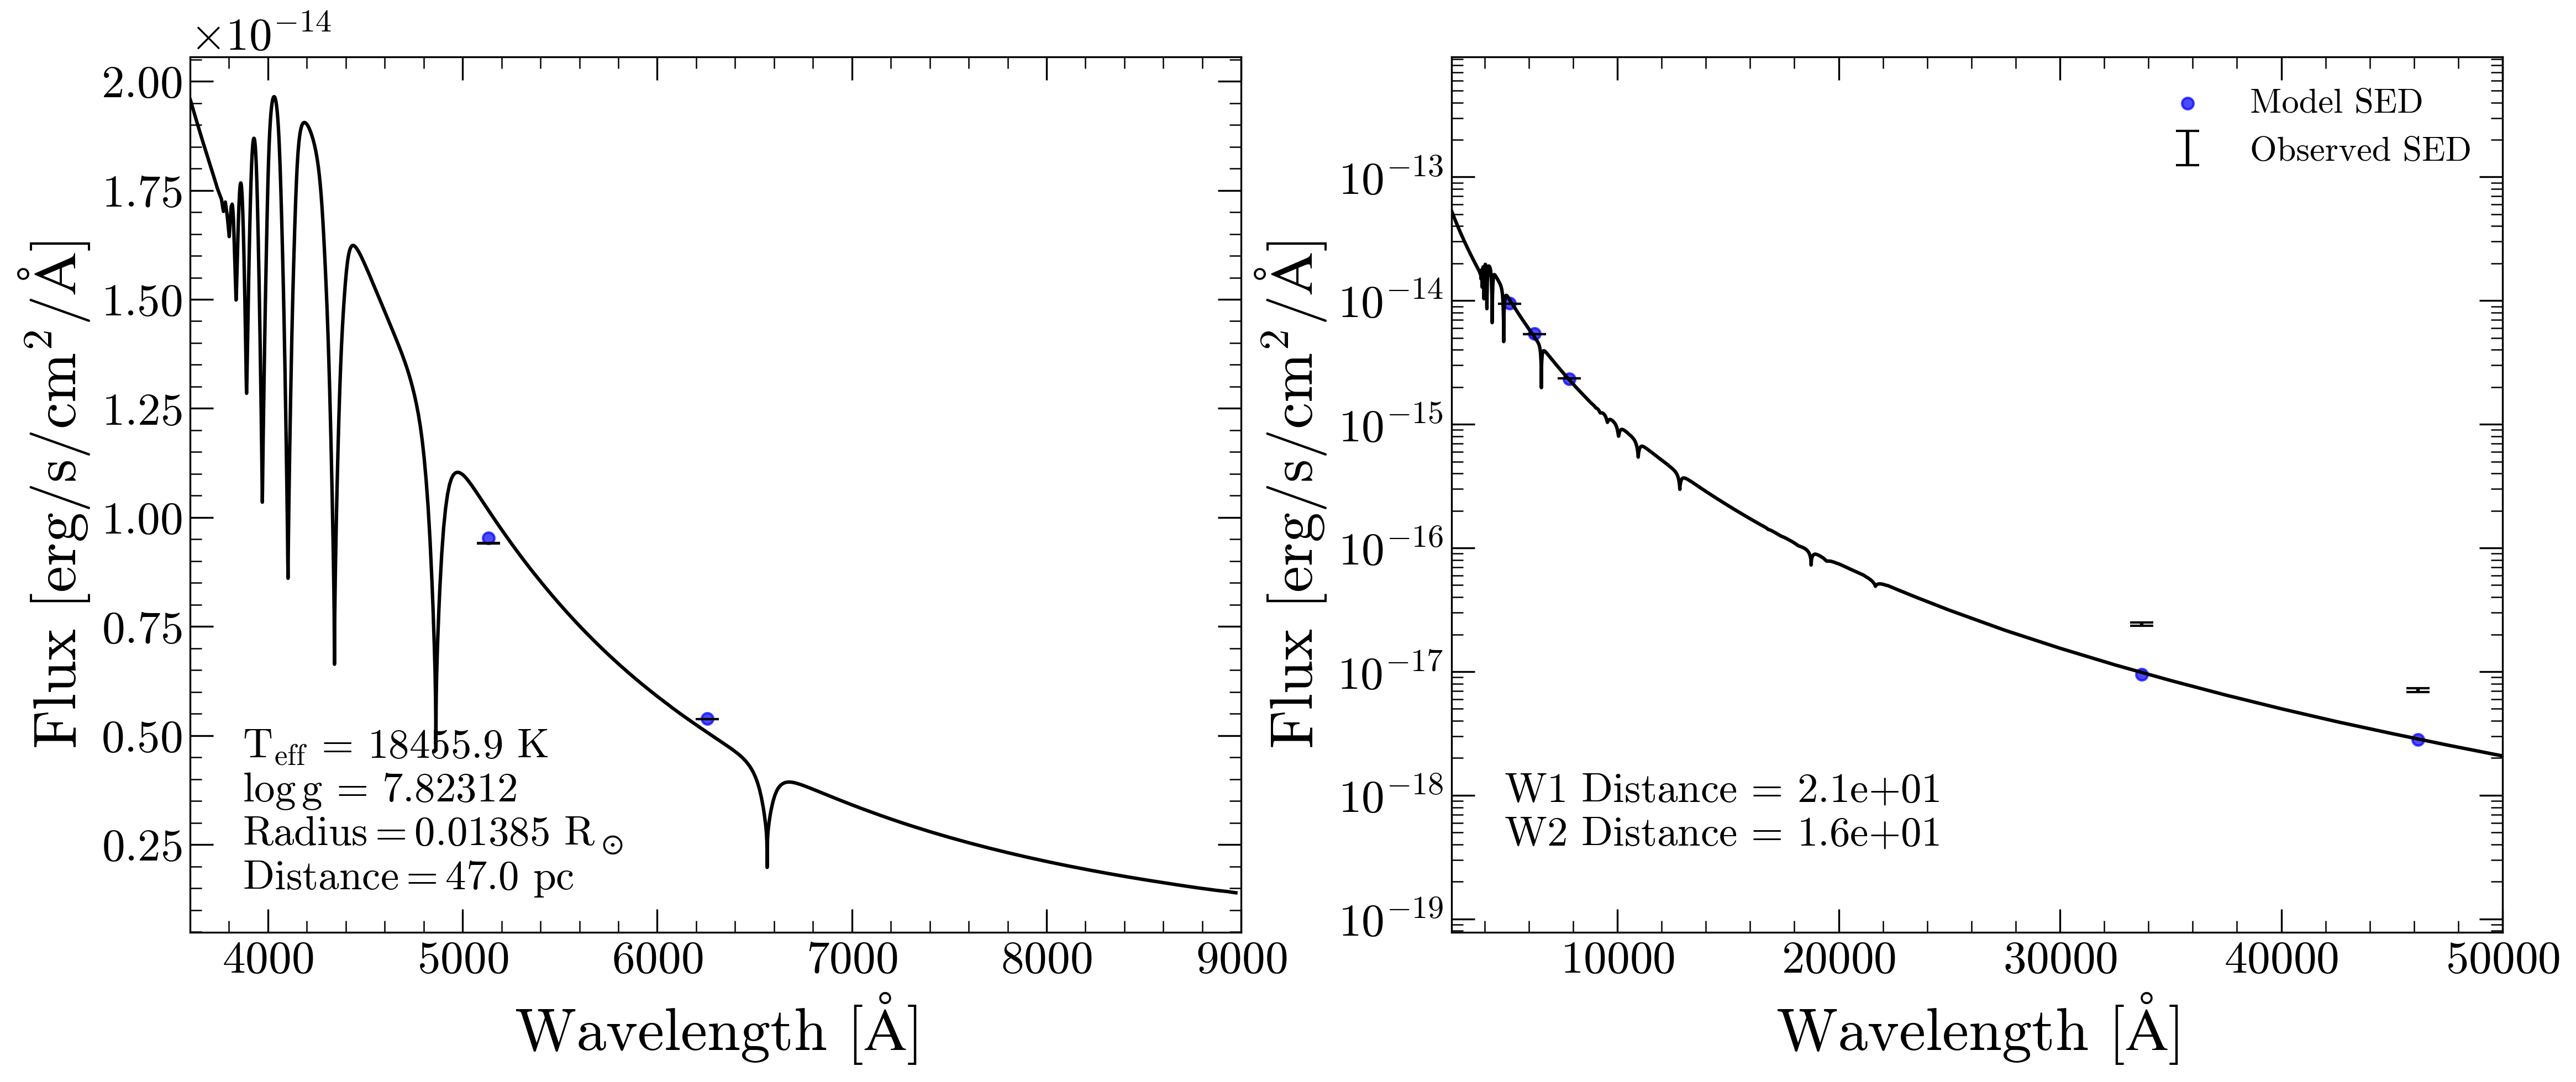 ×10⁻¹⁴
2.00
1.75
1.50
1.25
1.00
0.75
0.50
0.25
Flux [erg/s/cm²/Å]
T_eff = 18455.9 K
log g = 7.82312
Radius = 0.01385 R_⊙
Distance = 47.0 pc
4000 5000 6000 7000 8000 9000
Wavelength [Å]
10⁻¹³
10⁻¹⁴
10⁻¹⁵
10⁻¹⁶
10⁻¹⁷
10⁻¹⁸
10⁻¹⁹
Flux [erg/s/cm²/Å]
Model SED
Observed SED
W1 Distance = 2.1e+01
W2 Distance = 1.6e+01
10000 20000 30000 40000 50000
Wavelength [Å]